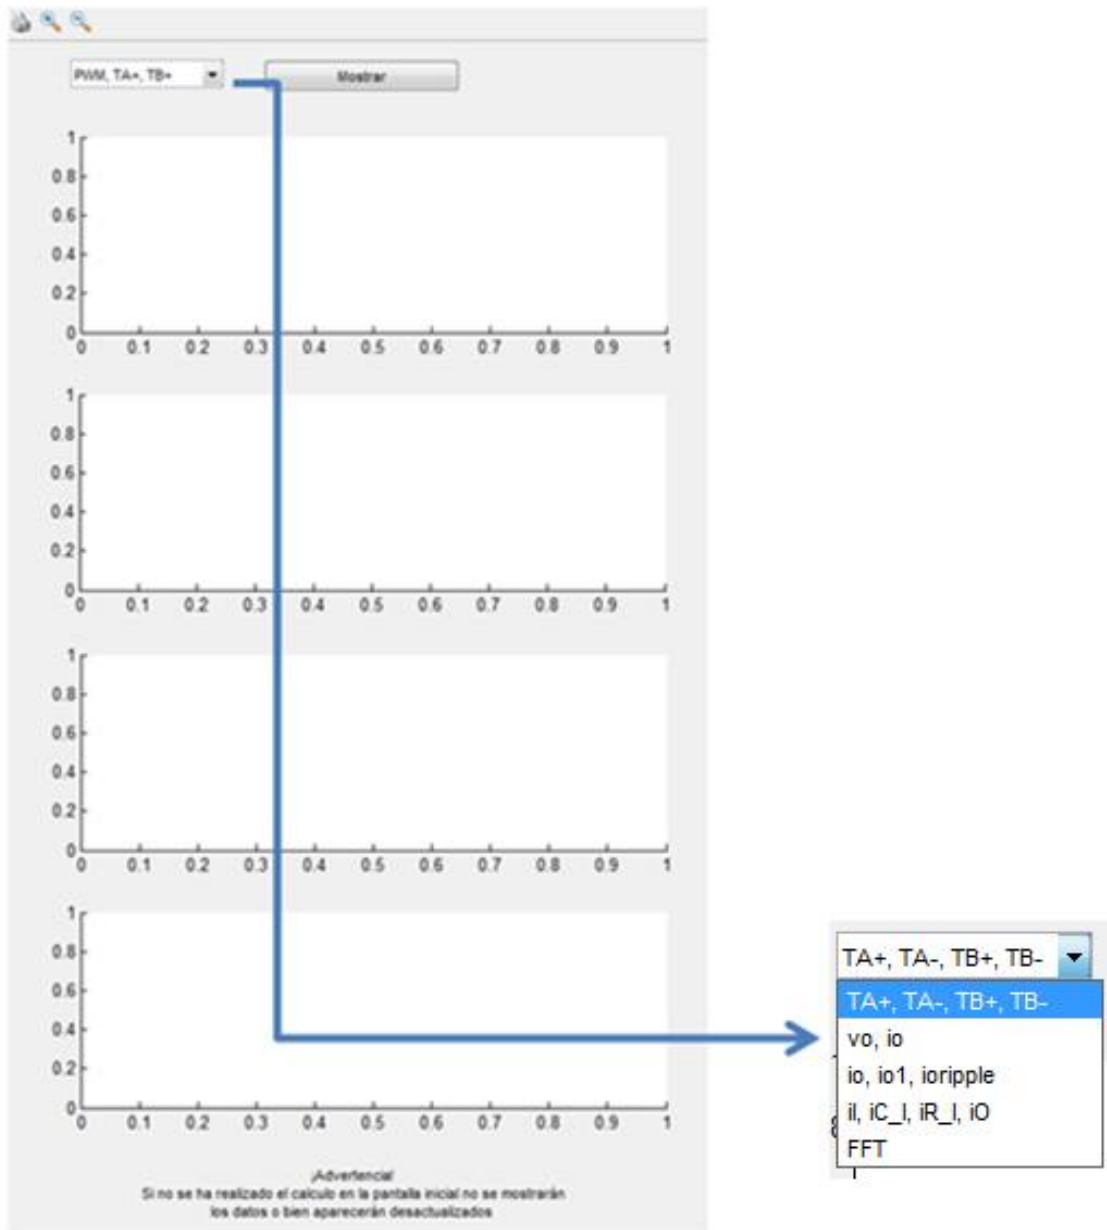 PWM, TA+, TB+
Mostrar
1
0.8
0.6
0.4
0.2
0
0 0.1 0.2 0.3 0.4 0.5 0.6 0.7 0.8 0.9 1
1
0.8
0.6
0.4
0.2
0
0 0.1 0.2 0.3 0.4 0.5 0.6 0.7 0.8 0.9 1
1
0.8
0.6
0.4
0.2
0
0 0.1 0.2 0.3 0.4 0.5 0.6 0.7 0.8 0.9 1
1
0.8
0.6
0.4
0.2
0
0 0.1 0.2 0.3 0.4 0.5 0.6 0.7 0.8 0.9 1
¡Advertencia!
Si no se ha realizado el calculo en la pantalla inicial no se mostrarán
los datos o bien aparecerán desactualizados
TA+, TA-, TB+, TB-
TA+, TA-, TB+, TB-
vo, io
io, io1, ioripple
iI, iC_I, iR_I, iO
FFT